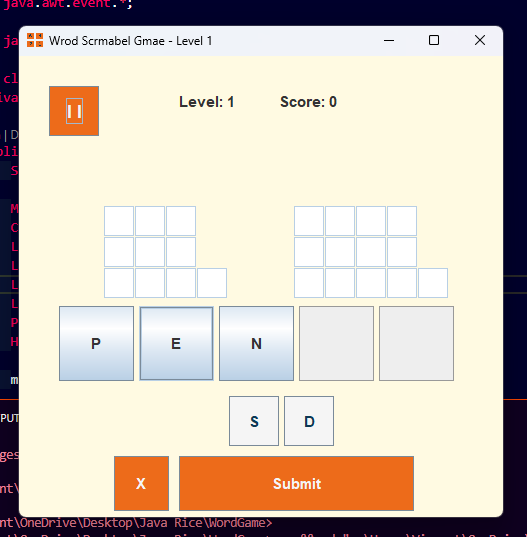 java.awt.event.*;
Wrod Scrmabel Gmae - Level 1
ja
Level: 1 Score: 0
cl
iva
|D
bli
S
M
C
L
L
L
L
P
H
P E N
m
S D
PUT
ges
X Submit
nt\
nt\OneDrive\Desktop\Java Rice\WordGame>